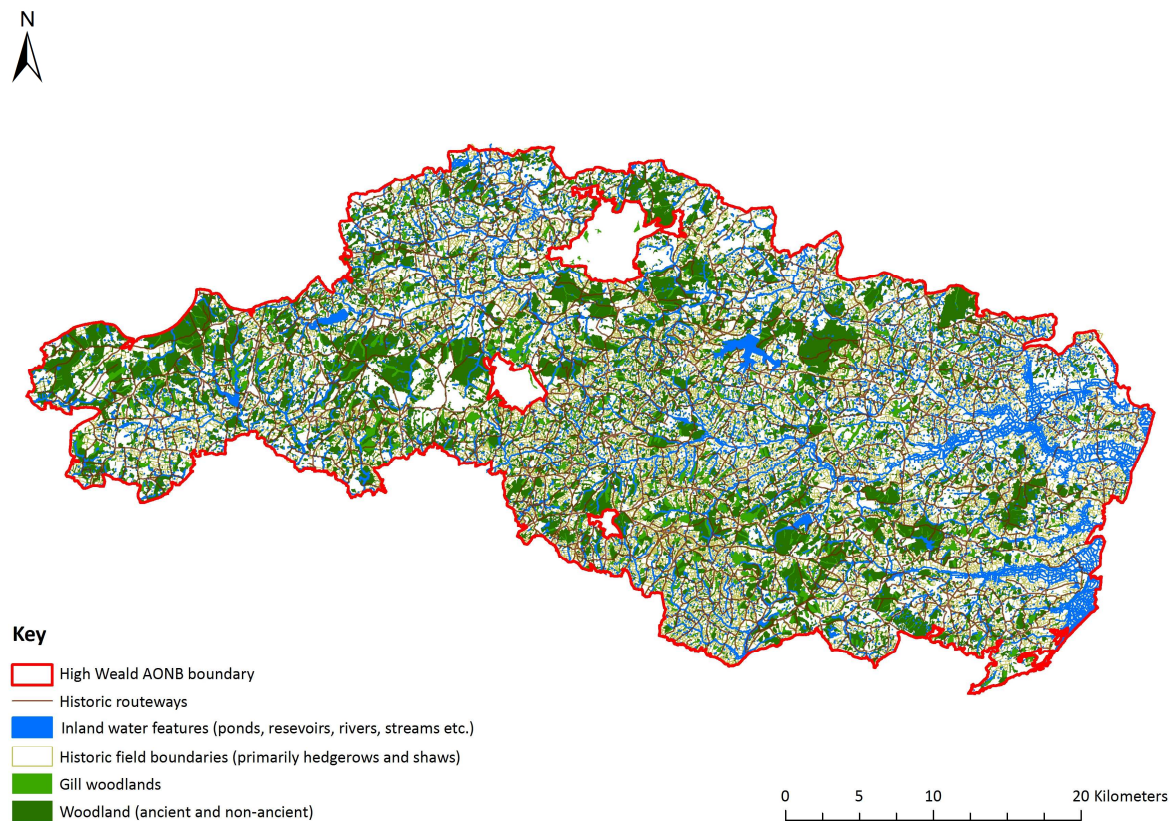 N
Key
High Weald AONB boundary
Historic routeways
Inland water features (ponds, resevoirs, rivers, streams etc.)
Historic field boundaries (primarily hedgerows and shaws)
Gill woodlands
Woodland (ancient and non-ancient)
0 5 10 20 Kilometers